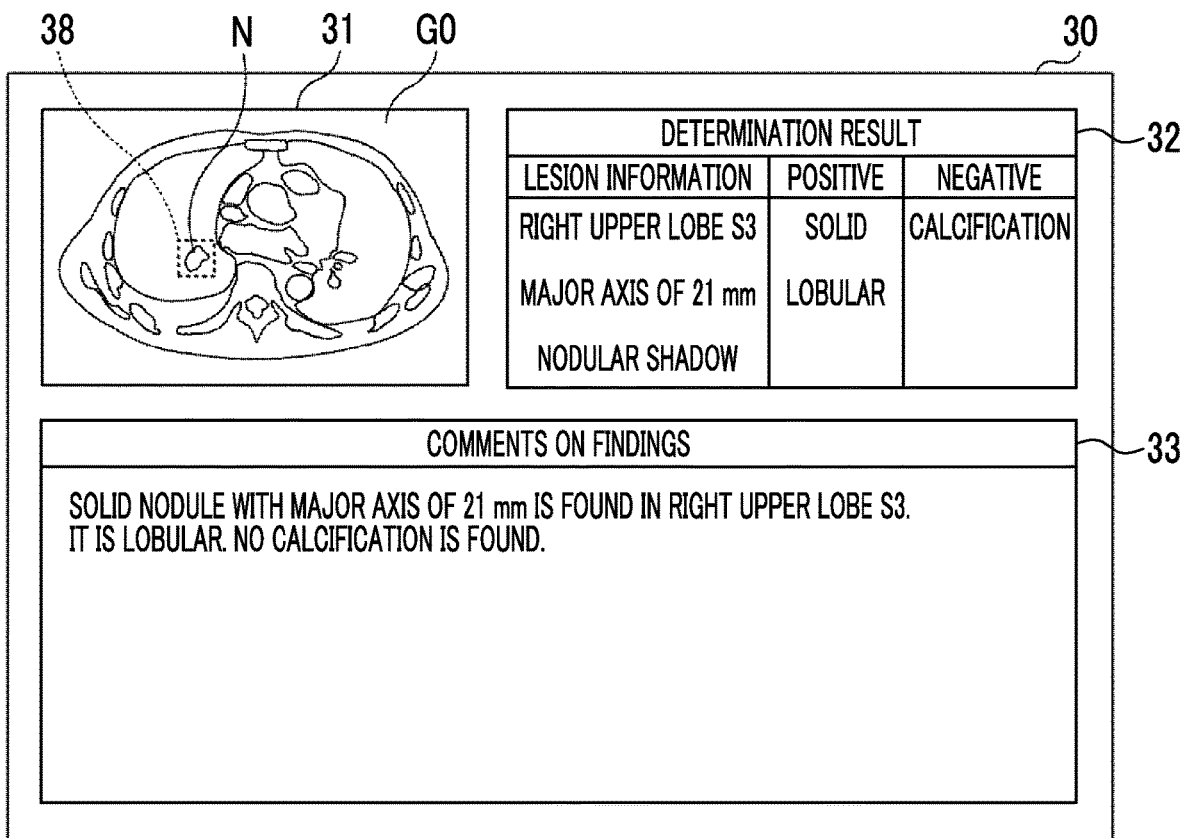 38 N 31 G0 30
DETERMINATION RESULT 32
LESION INFORMATION POSITIVE NEGATIVE
RIGHT UPPER LOBE S3 SOLID CALCIFICATION
MAJOR AXIS OF 21 mm LOBULAR
NODULAR SHADOW
COMMENTS ON FINDINGS 33
SOLID NODULE WITH MAJOR AXIS OF 21 mm IS FOUND IN RIGHT UPPER LOBE S3.
IT IS LOBULAR. NO CALCIFICATION IS FOUND.